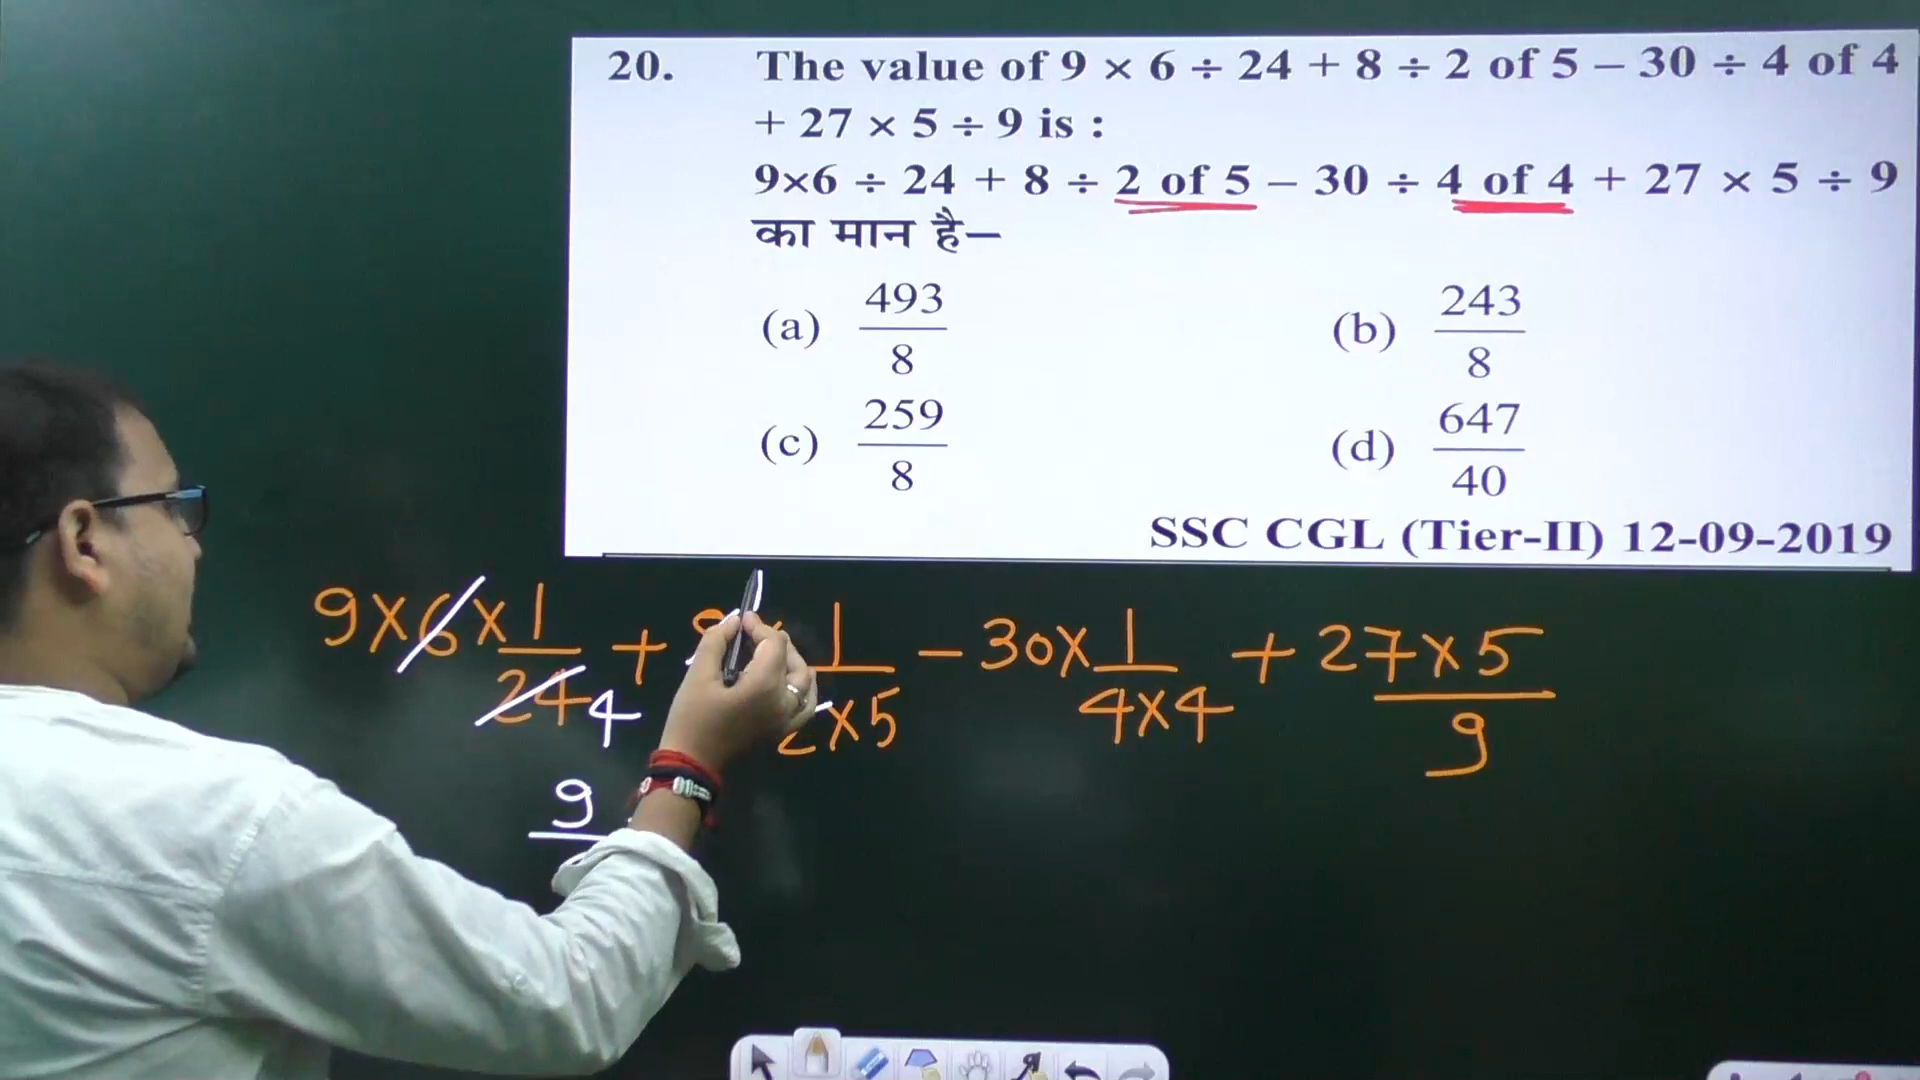 20. The value of 9 × 6 ÷ 24 + 8 ÷ 2 of 5 – 30 ÷ 4 of 4
+ 27 × 5 ÷ 9 is :
9×6 ÷ 24 + 8 ÷ 2 of 5 – 30 ÷ 4 of 4 + 27 × 5 ÷ 9
का मान है–
(a) 493/8 (b) 243/8
(c) 259/8 (d) 647/40
SSC CGL (Tier-II) 12-09-2019
9×6×1/24 + 1/2×5 – 30×1/4×4 + 27×5/9
4
9